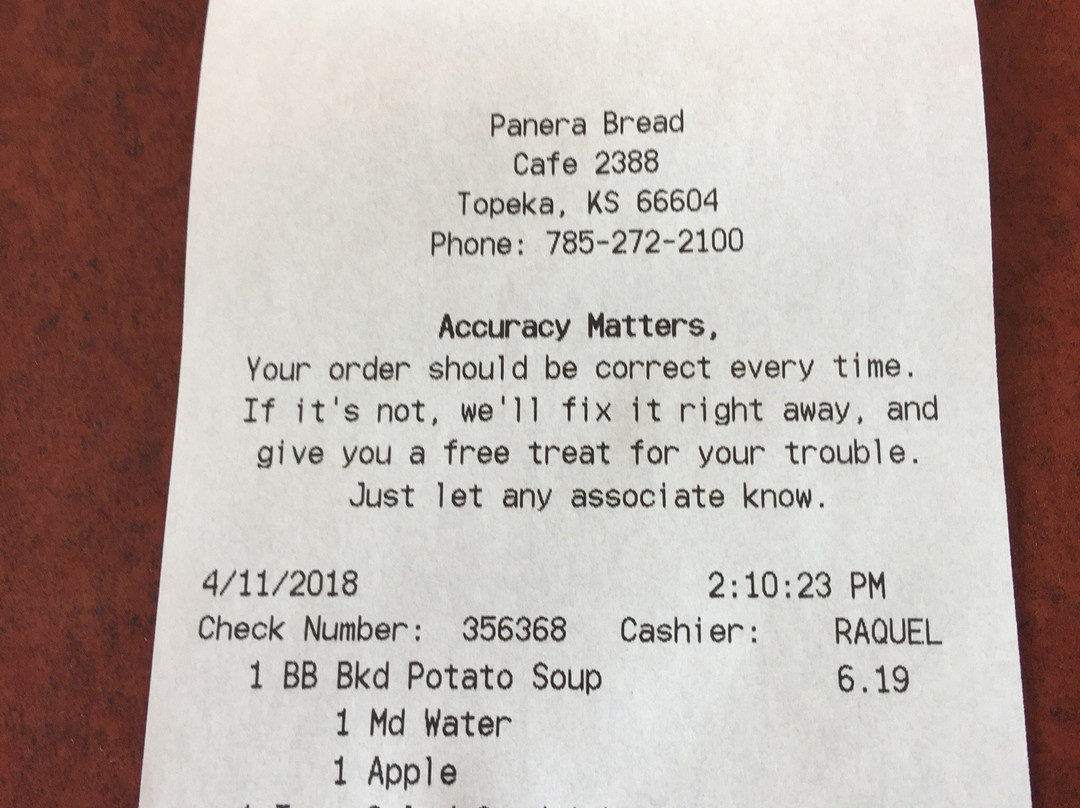 Panera Bread
Cafe 2388
Topeka, KS 66604
Phone: 785-272-2100
Accuracy Matters,
Your order should be correct every time.
If it's not, we'll fix it right away, and
give you a free treat for your trouble.
Just let any associate know.
4/11/2018 2:10:23 PM
Check Number: 356368 Cashier: RAQUEL
1 BB Bkd Potato Soup 6.19
1 Md Water
1 Apple